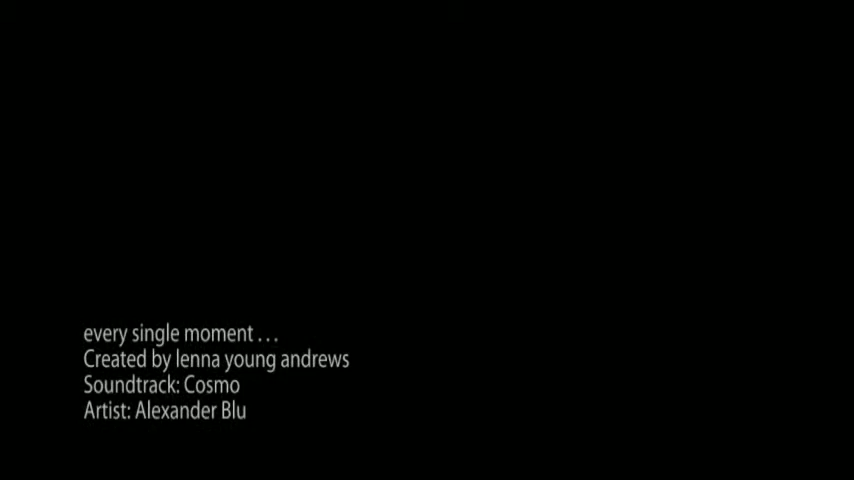 every single moment . . .
Created by lenna young andrews
Soundtrack: Cosmo
Artist: Alexander Blu